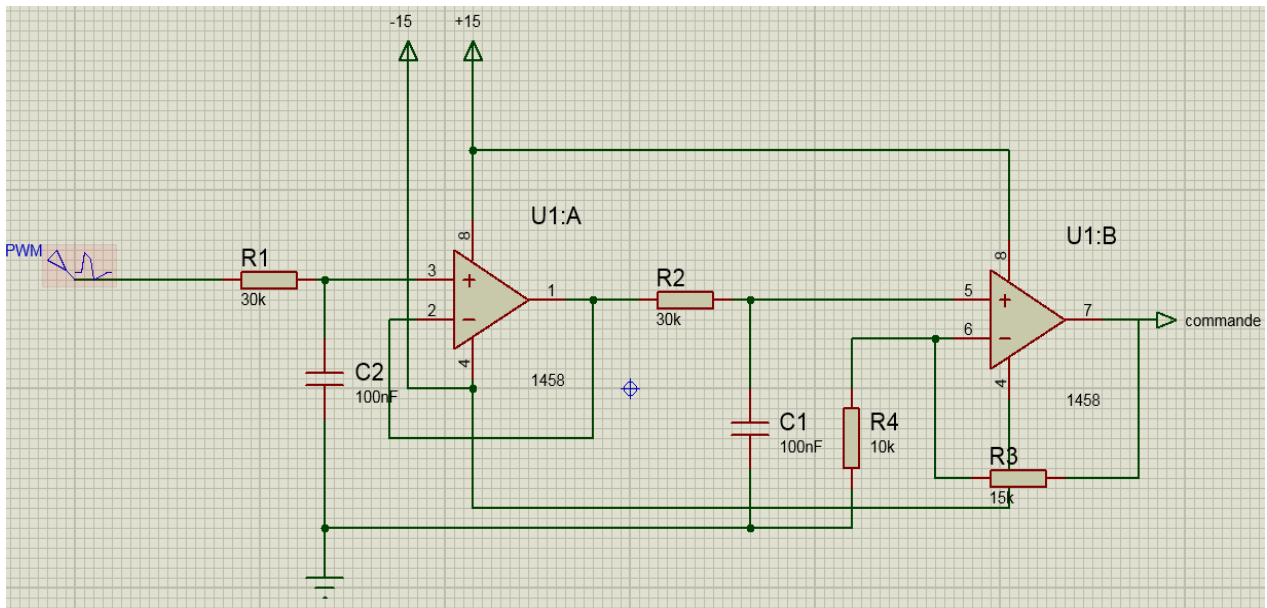 -15
+15
U1:A
U1:B
PWM
R1
30k
8
3
+
2
−
1
4
1458
R2
30k
8
5
+
6
−
7
4
1458
commande
C2
100nF
C1
100nF
R4
10k
R3
15k